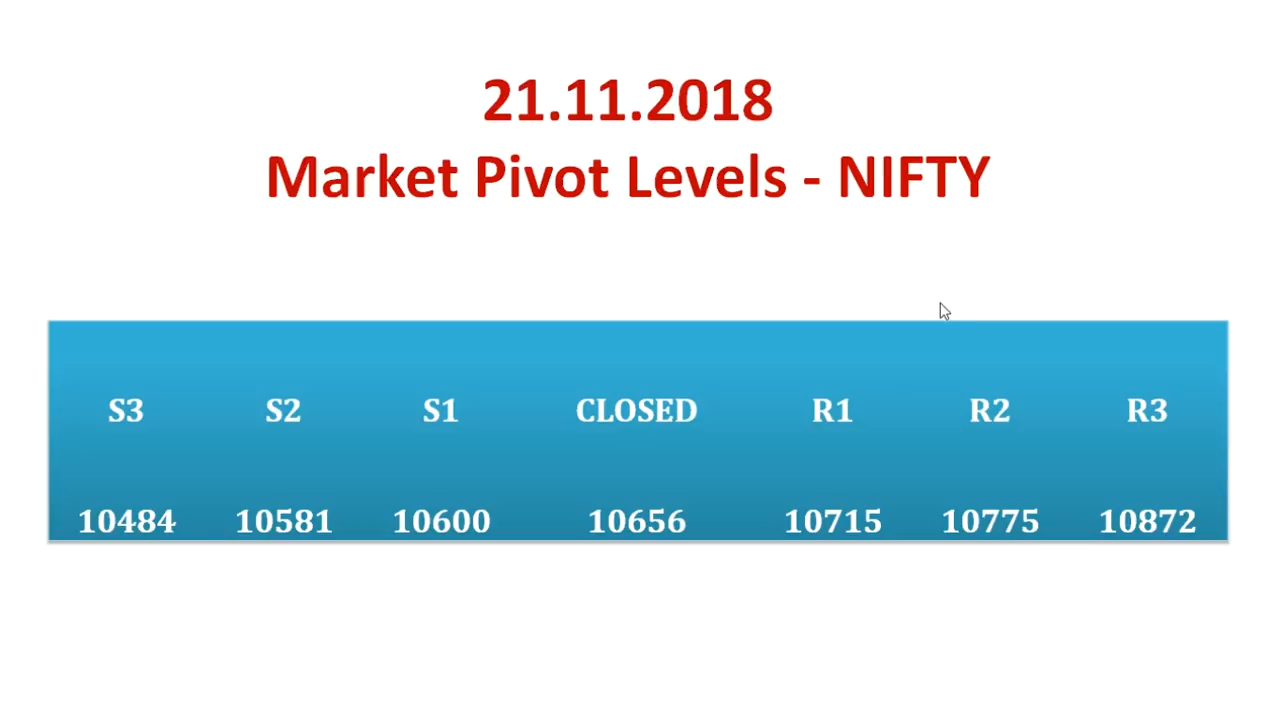 21.11.2018
Market Pivot Levels - NIFTY
S3 S2 S1 CLOSED R1 R2 R3
10484 10581 10600 10656 10715 10775 10872